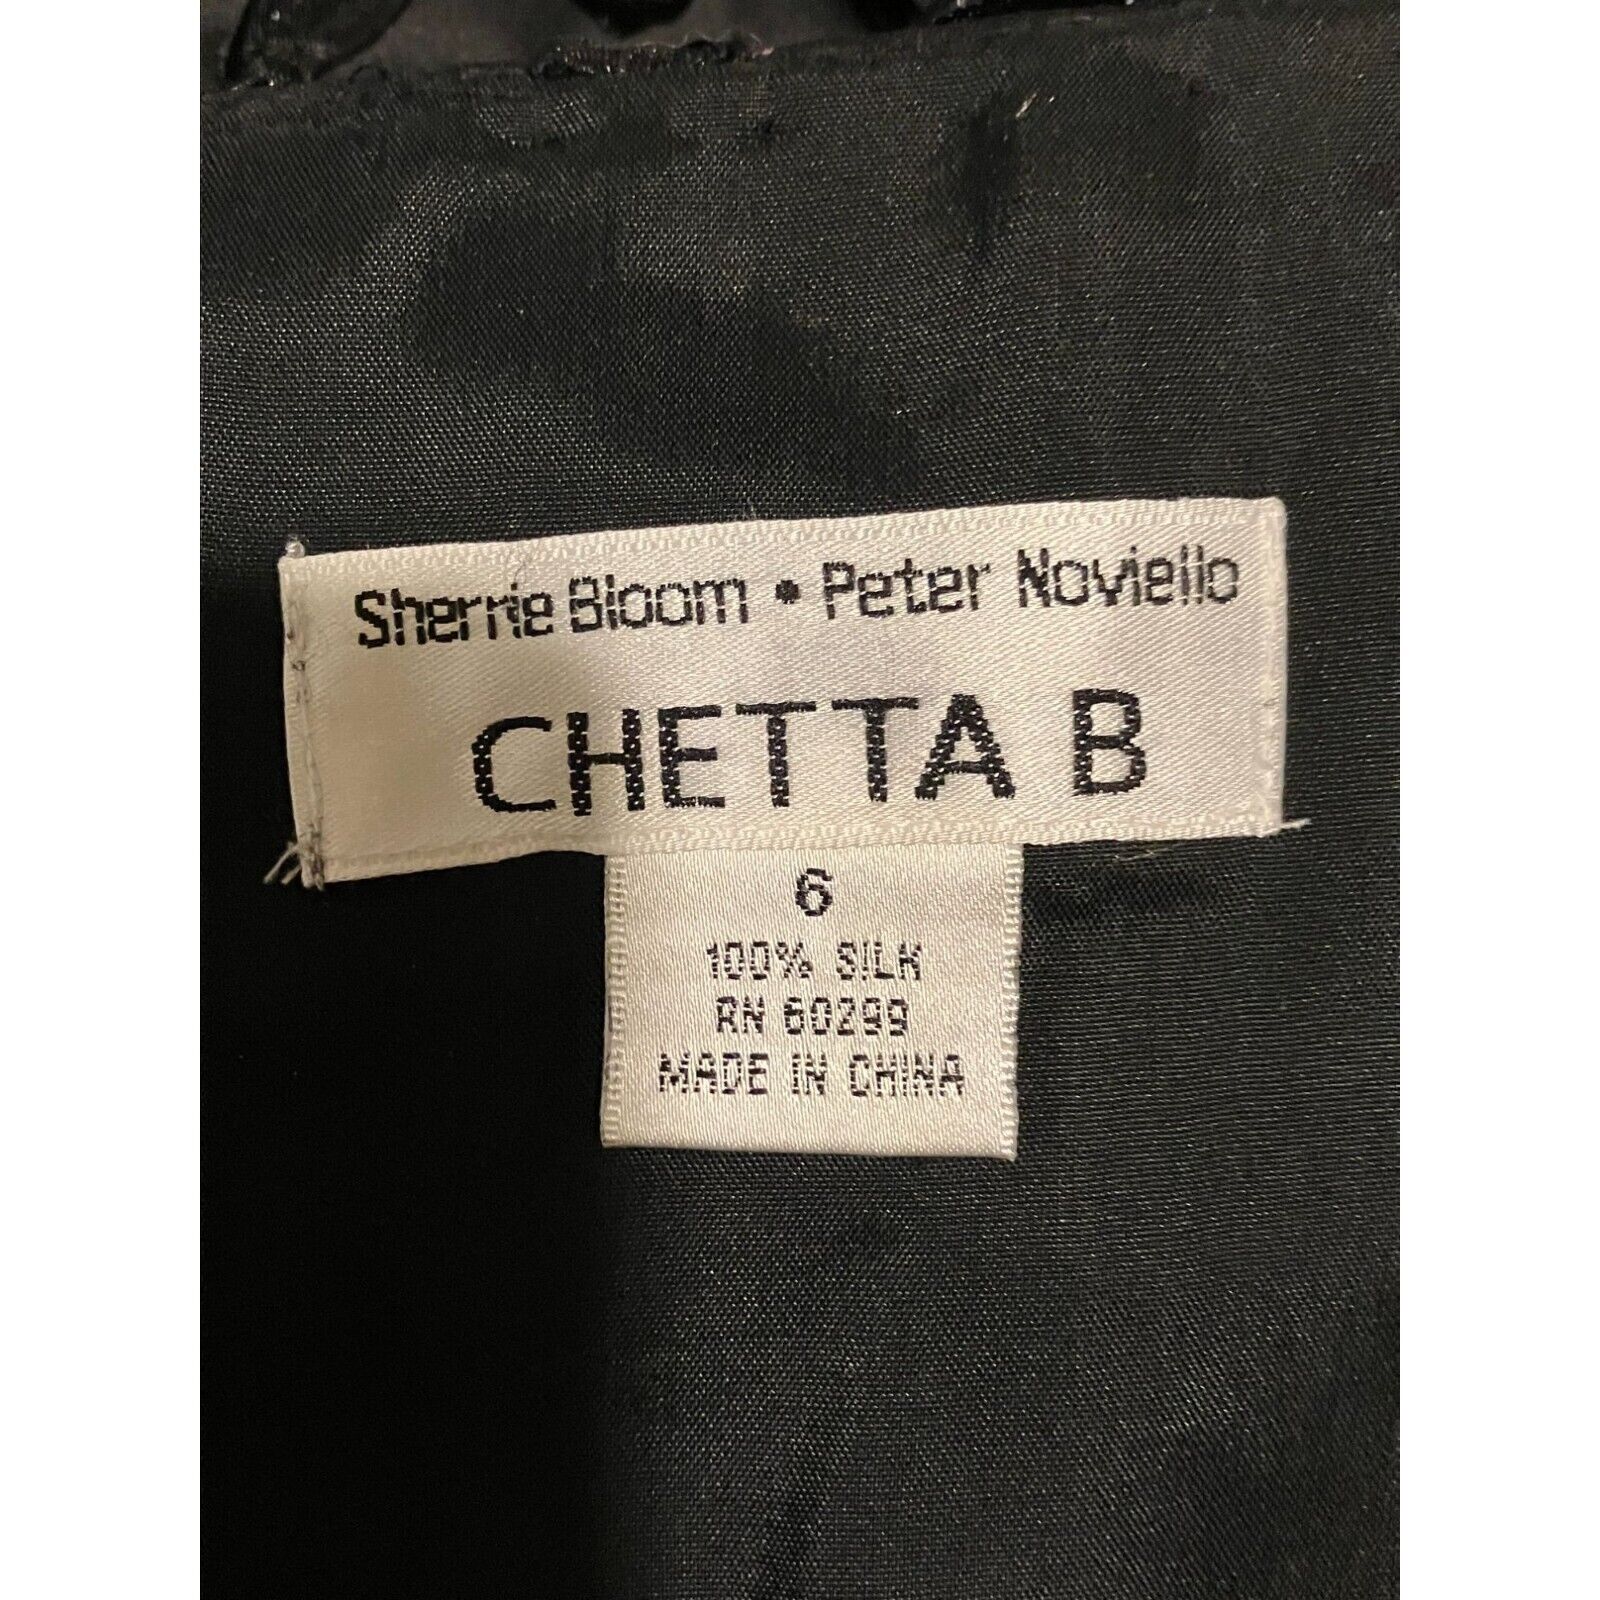 Sherrie Bloom • Peter Noviello
CHETTA B
6
100% SILK
RN 60299
MADE IN CHINA